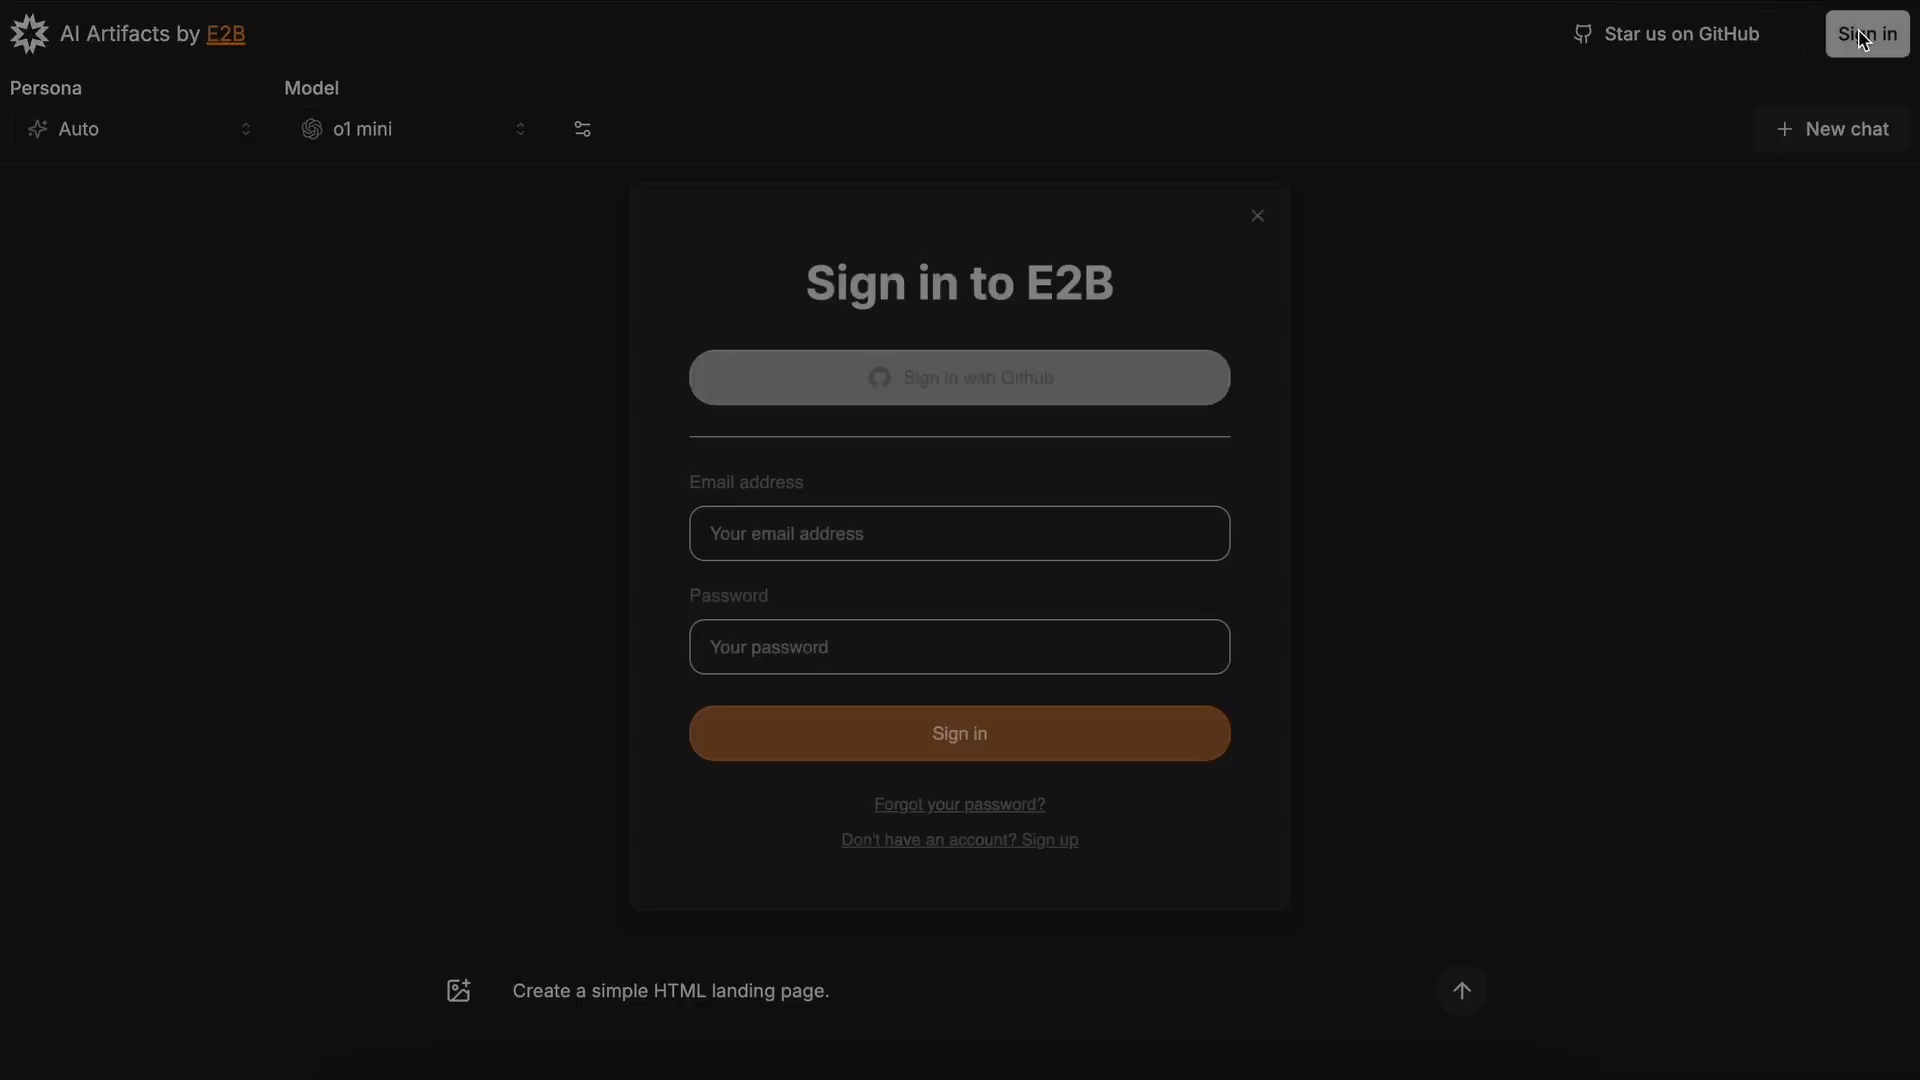 AI Artifacts by E2B
Star us on GitHub
Sign in
Persona
Model
Auto
o1 mini
New chat
Sign in to E2B
Sign in with Github
Email address
Your email address
Password
Your password
Sign in
Forgot your password?
Don't have an account? Sign up
Create a simple HTML landing page.